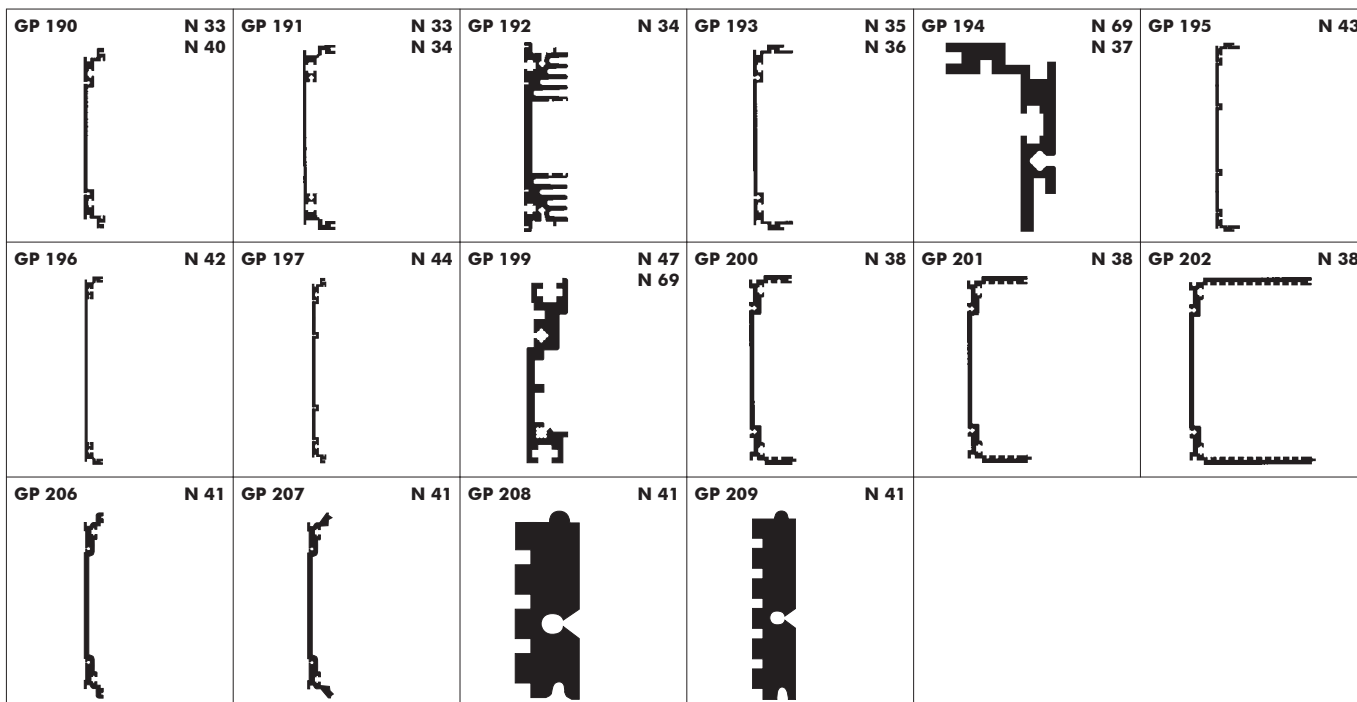 GP 190 N 33
N 40
GP 191 N 33
N 34
GP 192 N 34
GP 193 N 35
N 36
GP 194 N 69
N 37
GP 195 N 43
GP 196 N 42
GP 197 N 44
GP 199 N 47
N 69
GP 200 N 38
GP 201 N 38
GP 202 N 38
GP 206 N 41
GP 207 N 41
GP 208 N 41
GP 209 N 41